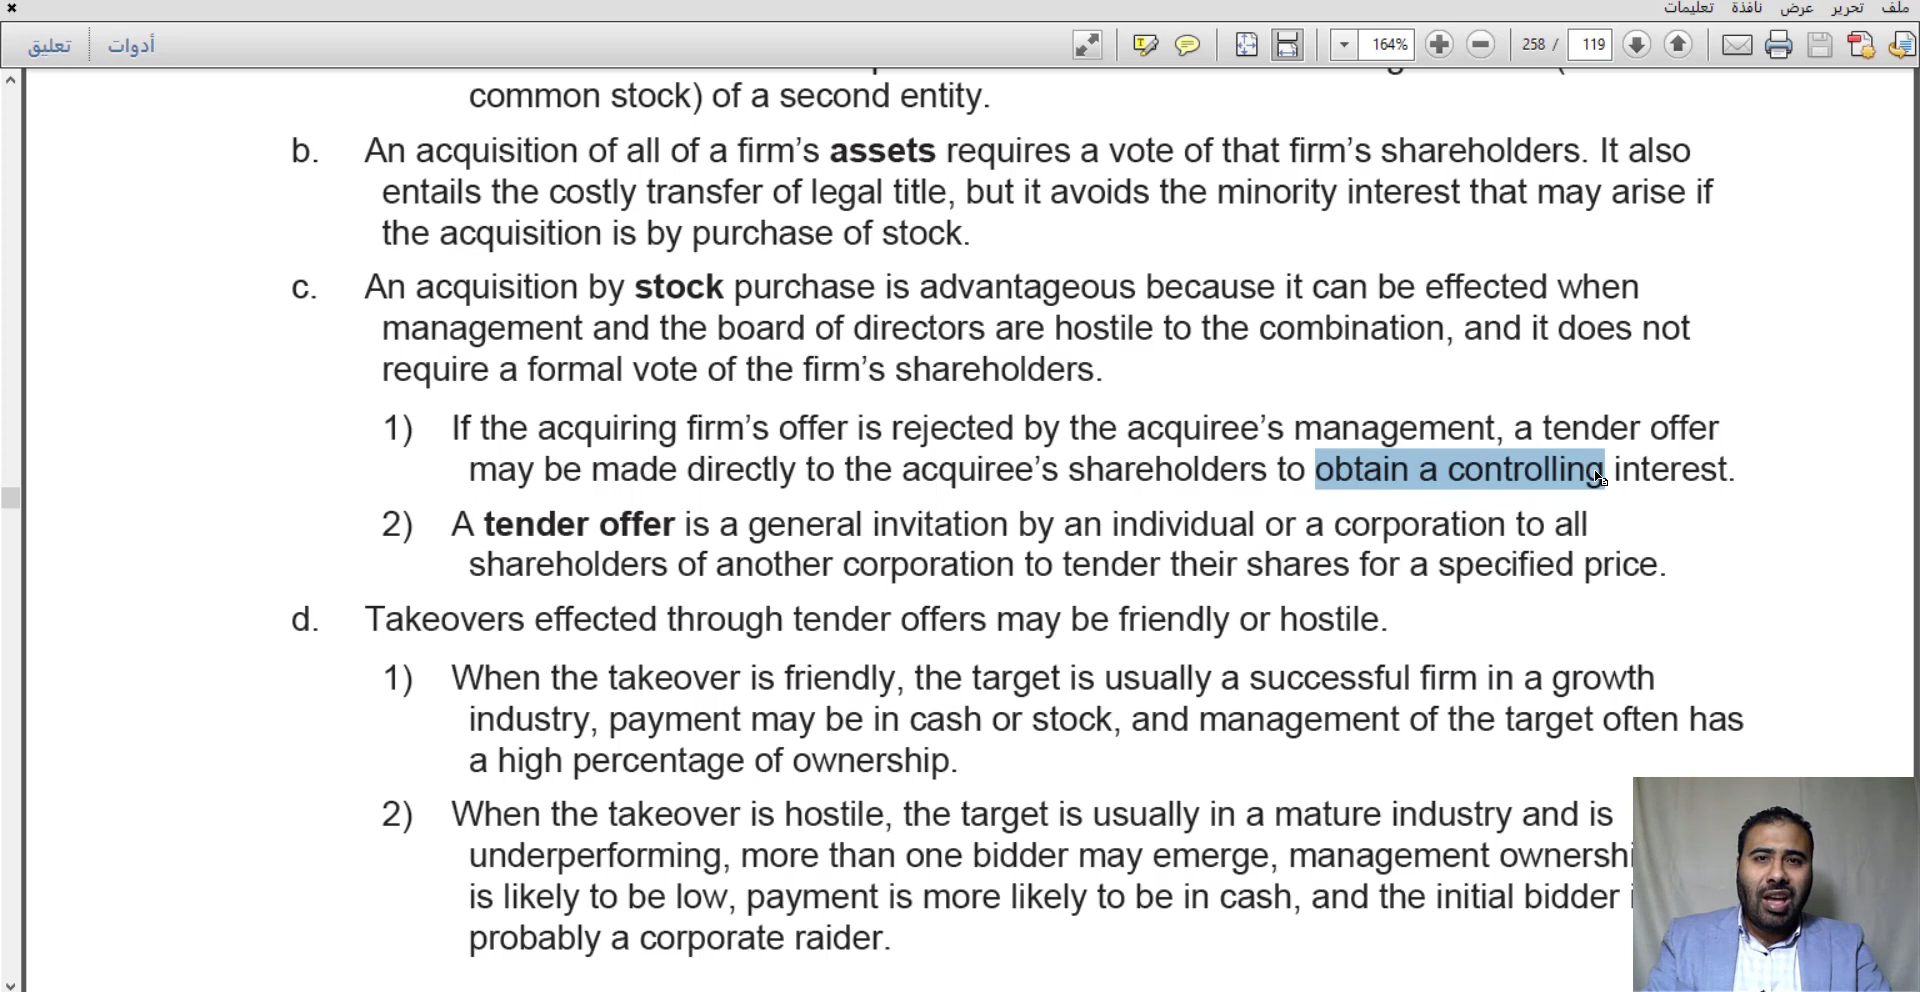 ملف تحرير عرض نافذة تعليمات
تعليق أدوات 164% 258 / 119
common stock) of a second entity.
b. An acquisition of all of a firm’s assets requires a vote of that firm’s shareholders. It also
entails the costly transfer of legal title, but it avoids the minority interest that may arise if
the acquisition is by purchase of stock.
c. An acquisition by stock purchase is advantageous because it can be effected when
management and the board of directors are hostile to the combination, and it does not
require a formal vote of the firm’s shareholders.
1) If the acquiring firm’s offer is rejected by the acquiree’s management, a tender offer
may be made directly to the acquiree’s shareholders to obtain a controlling interest.
2) A tender offer is a general invitation by an individual or a corporation to all
shareholders of another corporation to tender their shares for a specified price.
d. Takeovers effected through tender offers may be friendly or hostile.
1) When the takeover is friendly, the target is usually a successful firm in a growth
industry, payment may be in cash or stock, and management of the target often has
a high percentage of ownership.
2) When the takeover is hostile, the target is usually in a mature industry and is
underperforming, more than one bidder may emerge, management ownershi
is likely to be low, payment is more likely to be in cash, and the initial bidder i
probably a corporate raider.